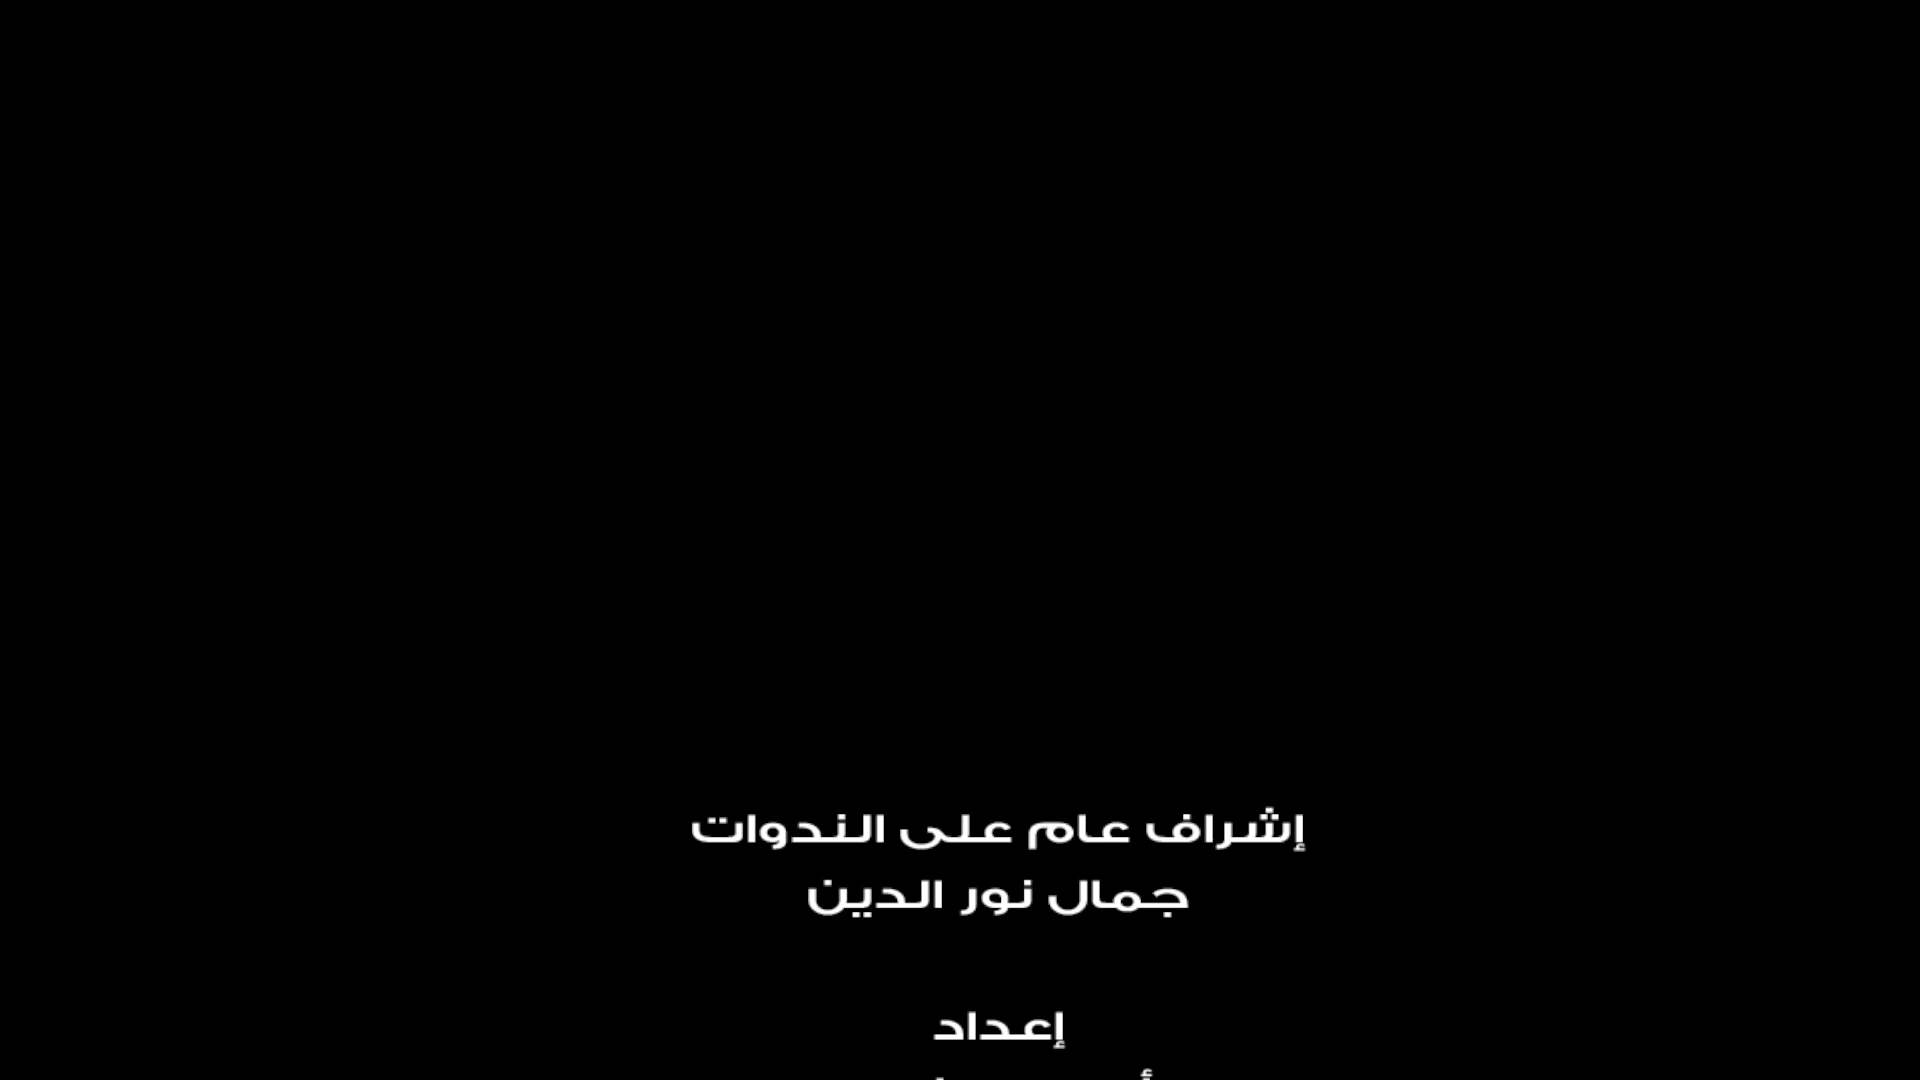 إشراف عام على الندوات
جمال نور الدين
إعداد